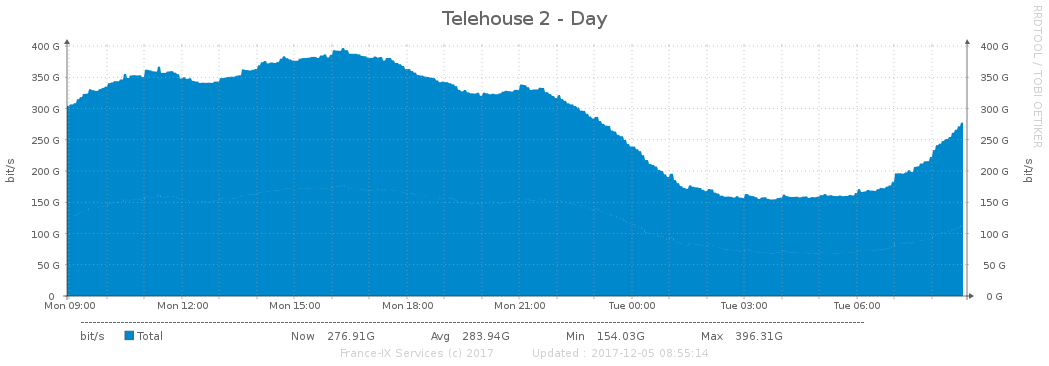 Telehouse 2 - Day
RRDTOOL / TOBI OETIKER
400 G 400 G
350 G 350 G
300 G 300 G
250 G 250 G
200 G 200 G
150 G 150 G
100 G 100 G
50 G 50 G
0 0 G
bit/s bit/s
Mon 09:00 Mon 12:00 Mon 15:00 Mon 18:00 Mon 21:00 Tue 00:00 Tue 03:00 Tue 06:00
bit/s Total Now 276.91G Avg 283.94G Min 154.03G Max 396.31G
France-IX Services (c) 2017 Updated : 2017-12-05 08:55:14